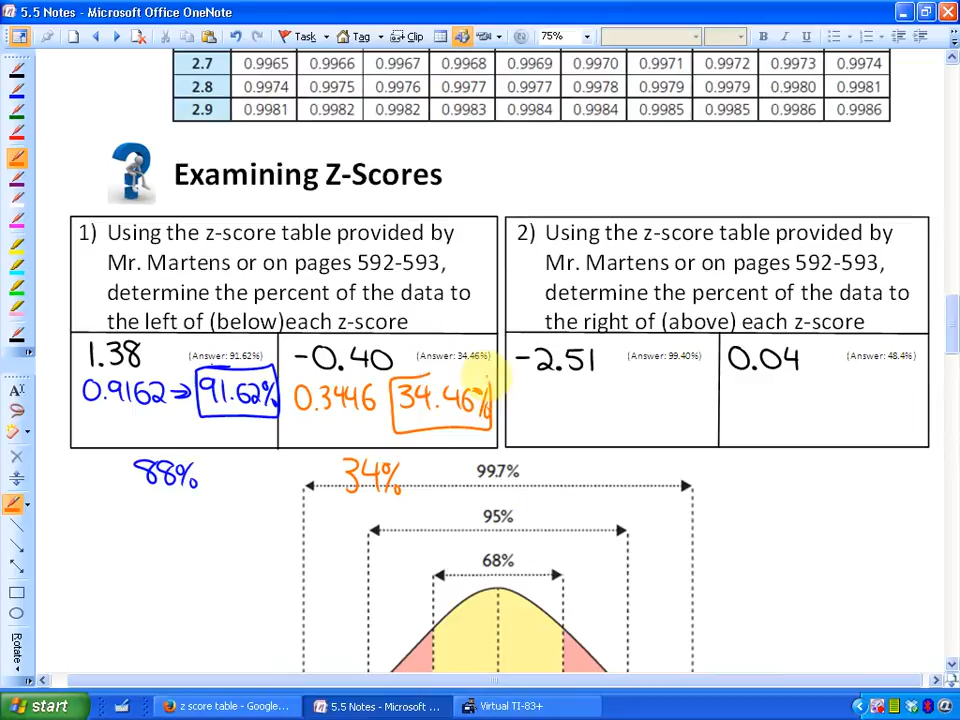 5.5 Notes - Microsoft Office OneNote
Task Tag Clip 75% B I U
2.7 0.9965 0.9966 0.9967 0.9968 0.9969 0.9970 0.9971 0.9972 0.9973 0.9974
2.8 0.9974 0.9975 0.9976 0.9977 0.9977 0.9978 0.9979 0.9979 0.9980 0.9981
2.9 0.9981 0.9982 0.9982 0.9983 0.9984 0.9984 0.9985 0.9985 0.9986 0.9986
Examining Z-Scores
1) Using the z-score table provided by
Mr. Martens or on pages 592-593,
determine the percent of the data to
the left of (below)each z-score
2) Using the z-score table provided by
Mr. Martens or on pages 592-593,
determine the percent of the data to
the right of (above) each z-score
1.38 (Answer: 91.62%)
0.9162 → 91.62%
-0.40 (Answer: 34.46%)
0.3446 34.46%
-2.51 (Answer: 99.40%)
0.04 (Answer: 48.4%)
88%
34%
99.7%
95%
68%
Rotate
start
z score table - Google...
5.5 Notes - Microsoft ...
Virtual TI-83+